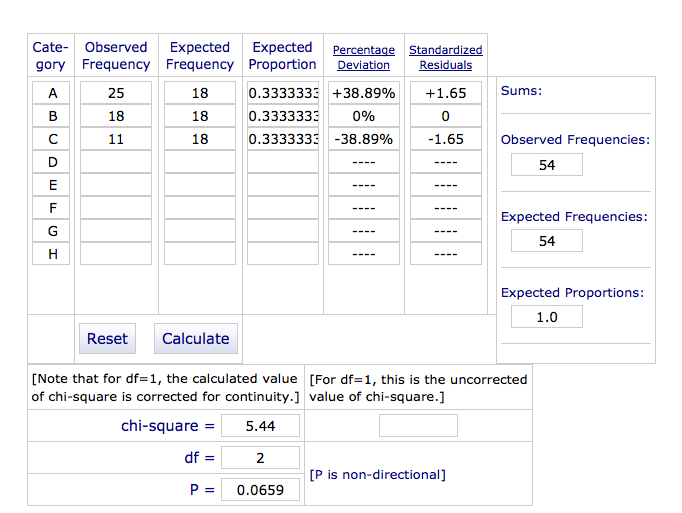 Cate- Observed Expected Expected Percentage Standardized
gory Frequency Frequency Proportion Deviation Residuals
A 25 18 0.3333333 +38.89% +1.65
B 18 18 0.3333333 0% 0
C 11 18 0.3333333 -38.89% -1.65
D ---- ----
E ---- ----
F ---- ----
G ---- ----
H ---- ----
Sums:
Observed Frequencies:
54
Expected Frequencies:
54
Expected Proportions:
1.0
Reset Calculate
[Note that for df=1, the calculated value
of chi-square is corrected for continuity.]
[For df=1, this is the uncorrected
value of chi-square.]
chi-square = 5.44
df = 2
P = 0.0659
[P is non-directional]